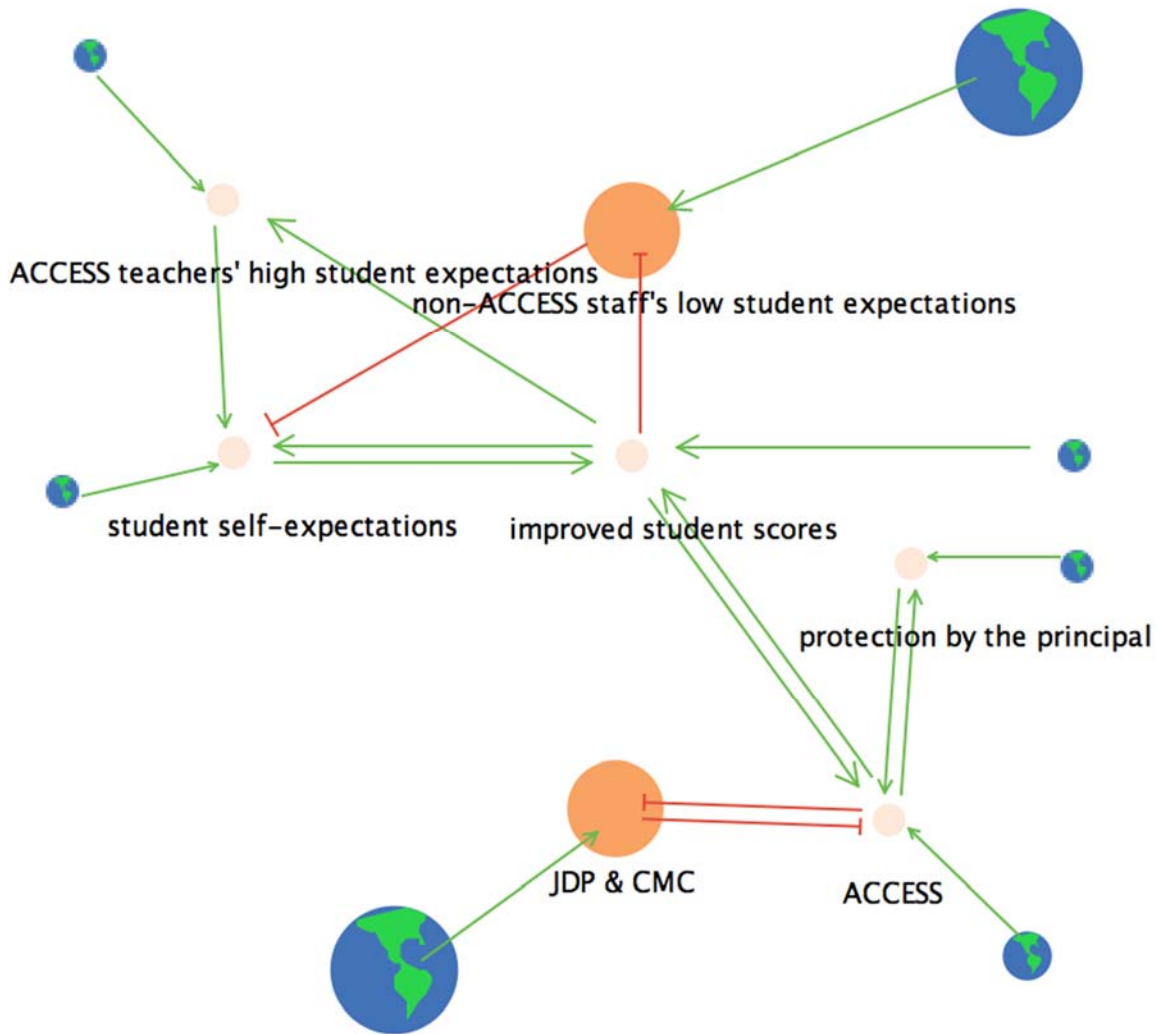 ACCESS teachers' high student expectations
non-ACCESS staff's low student expectations
student self-expectations
improved student scores
protection by the principal
JDP & CMC
ACCESS